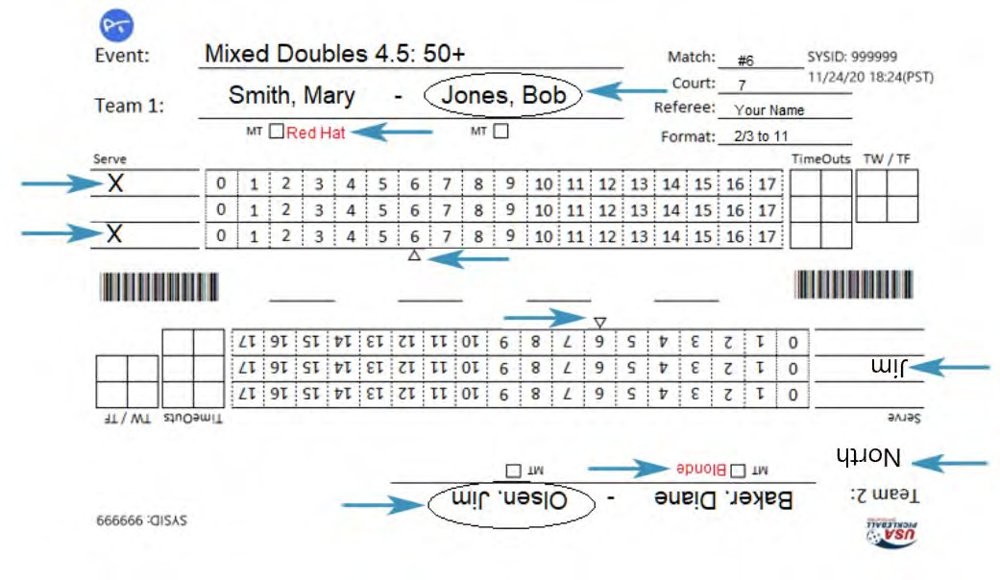 Event: Mixed Doubles 4.5: 50+
Match: #6 SYSID: 999999
Court: 7 11/24/20 18:24(PST)
Team 1: Smith, Mary - Jones, Bob
Referee: Your Name
MT Red Hat MT
Format: 2/3 to 11
Serve TimeOuts TW / TF
X 0 1 2 3 4 5 6 7 8 9 10 11 12 13 14 15 16 17
0 1 2 3 4 5 6 7 8 9 10 11 12 13 14 15 16 17
X 0 1 2 3 4 5 6 7 8 9 10 11 12 13 14 15 16 17
USA PICKLEBALL
Team 2: Baker, Diane - Olsen, Jim
SYSID: 999999
MT Blonde MT
North
Serve TimeOuts TW / TF
0 1 2 3 4 5 6 7 8 9 10 11 12 13 14 15 16 17
Jim 0 1 2 3 4 5 6 7 8 9 10 11 12 13 14 15 16 17
0 1 2 3 4 5 6 7 8 9 10 11 12 13 14 15 16 17